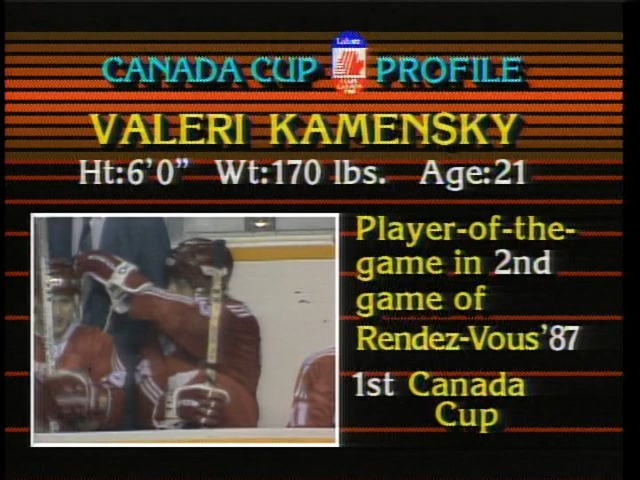 Labatt
CANADA CUP PROFILE
VALERI KAMENSKY
Ht:6'0" Wt:170 lbs. Age:21
Player-of-the-
game in 2nd
game of
Rendez-Vous'87
1st Canada
Cup